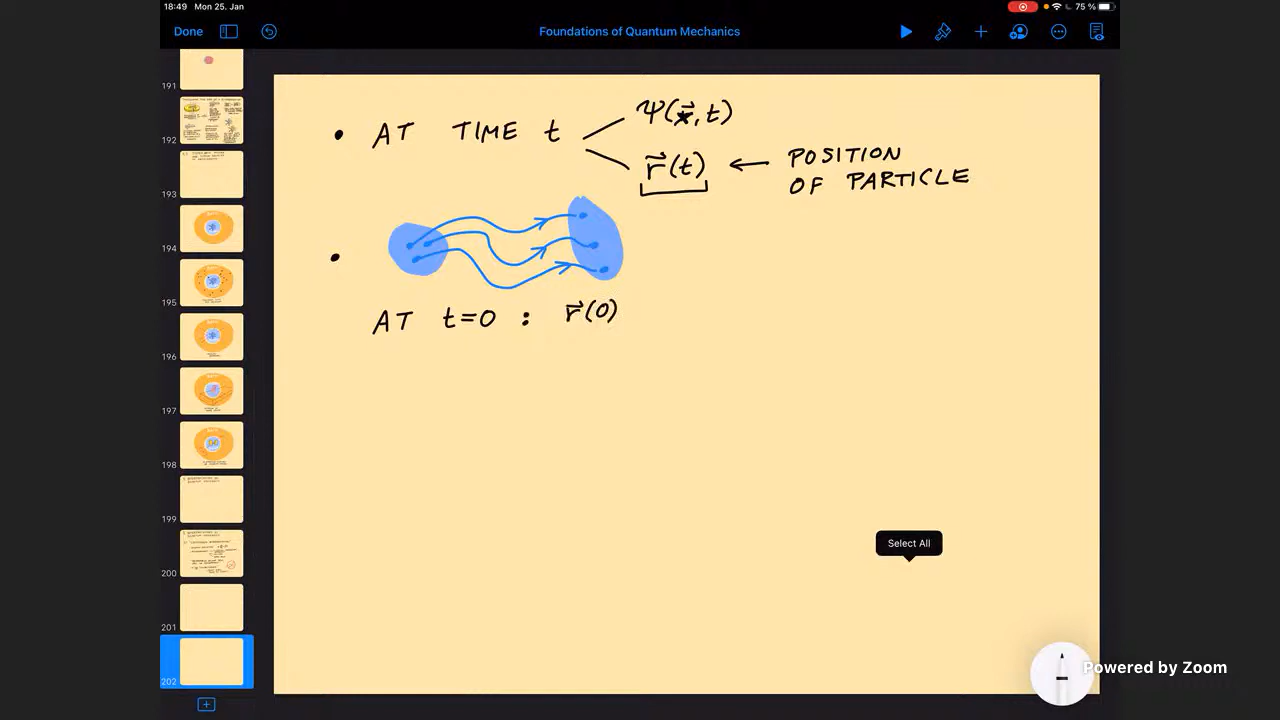 18:49 Mon 25. Jan
75 %
Done
Foundations of Quantum Mechanics
191
192
193
194
195
196
197
198
199
200
201
202
• AT TIME t
Ψ(x⃗, t)
r⃗(t) ← POSITION
OF PARTICLE
•
AT t=0 : r⃗(0)
Select All
Powered by Zoom